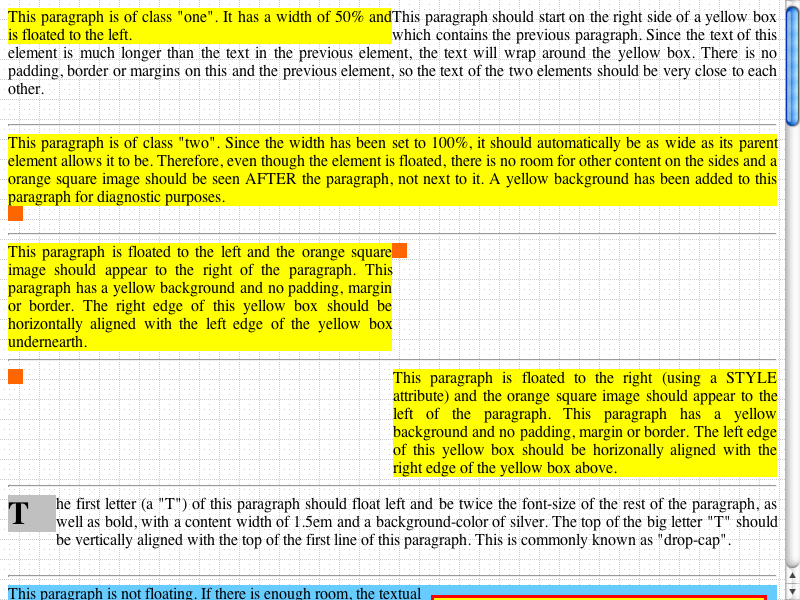 This paragraph is of class "one". It has a width of 50% and
is floated to the left.
This paragraph should start on the right side of a yellow box
which contains the previous paragraph. Since the text of this
element is much longer than the text in the previous element, the text will wrap around the yellow box. There is no
padding, border or margins on this and the previous element, so the text of the two elements should be very close to each
other.
This paragraph is of class "two". Since the width has been set to 100%, it should automatically be as wide as its parent
element allows it to be. Therefore, even though the element is floated, there is no room for other content on the sides and a
orange square image should be seen AFTER the paragraph, not next to it. A yellow background has been added to this
paragraph for diagnostic purposes.
This paragraph is floated to the left and the orange square
image should appear to the right of the paragraph. This
paragraph has a yellow background and no padding, margin
or border. The right edge of this yellow box should be
horizontally aligned with the left edge of the yellow box
undernearth.
This paragraph is floated to the right (using a STYLE
attribute) and the orange square image should appear to the
left of the paragraph. This paragraph has a yellow
background and no padding, margin or border. The left edge
of this yellow box should be horizonally aligned with the
right edge of the yellow box above.
The first letter (a "T") of this paragraph should float left and be twice the font-size of the rest of the paragraph, as
well as bold, with a content width of 1.5em and a background-color of silver. The top of the big letter "T" should
be vertically aligned with the top of the first line of this paragraph. This is commonly known as "drop-cap".
This paragraph is not floating. If there is enough room, the textual